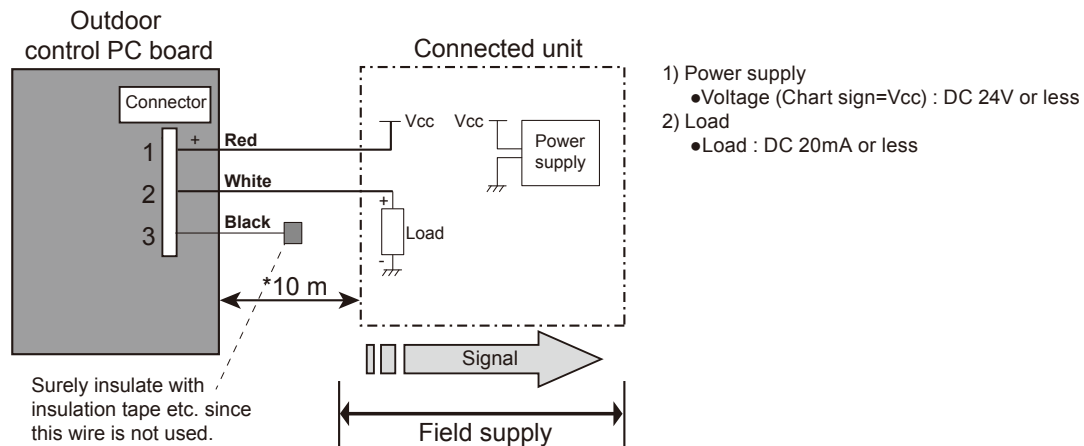 Outdoor
control PC board
Connector
1
2
3
+
Red
White
Black
*10 m
Surely insulate with
insulation tape etc. since
this wire is not used.
Connected unit
Vcc
Vcc
Power
supply
+
Load
-
Signal
Field supply
1) Power supply
●Voltage (Chart sign=Vcc) : DC 24V or less
2) Load
●Load : DC 20mA or less